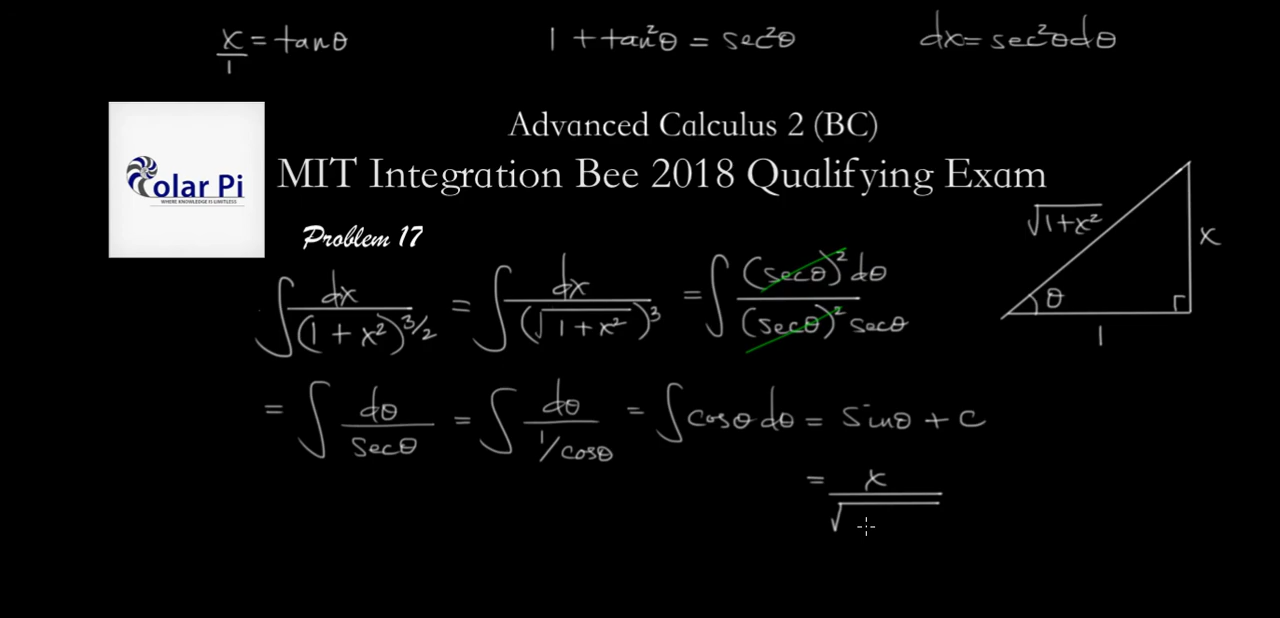 x/1 = tanθ 1 + tan²θ = sec²θ dx = sec²θdθ
Advanced Calculus 2 (BC)
olar Pi
WHERE KNOWLEDGE IS LIMITLESS
MIT Integration Bee 2018 Qualifying Exam
√1+x²
x
θ
1
Problem 17
∫ dx/(1 + x²)^3/2 = ∫ dx/(√1 + x²)³ = ∫ (secθ)² dθ/(secθ)² secθ
= ∫ dθ/secθ = ∫ dθ/1/cosθ = ∫ cosθ dθ = sinθ + c
= x/√